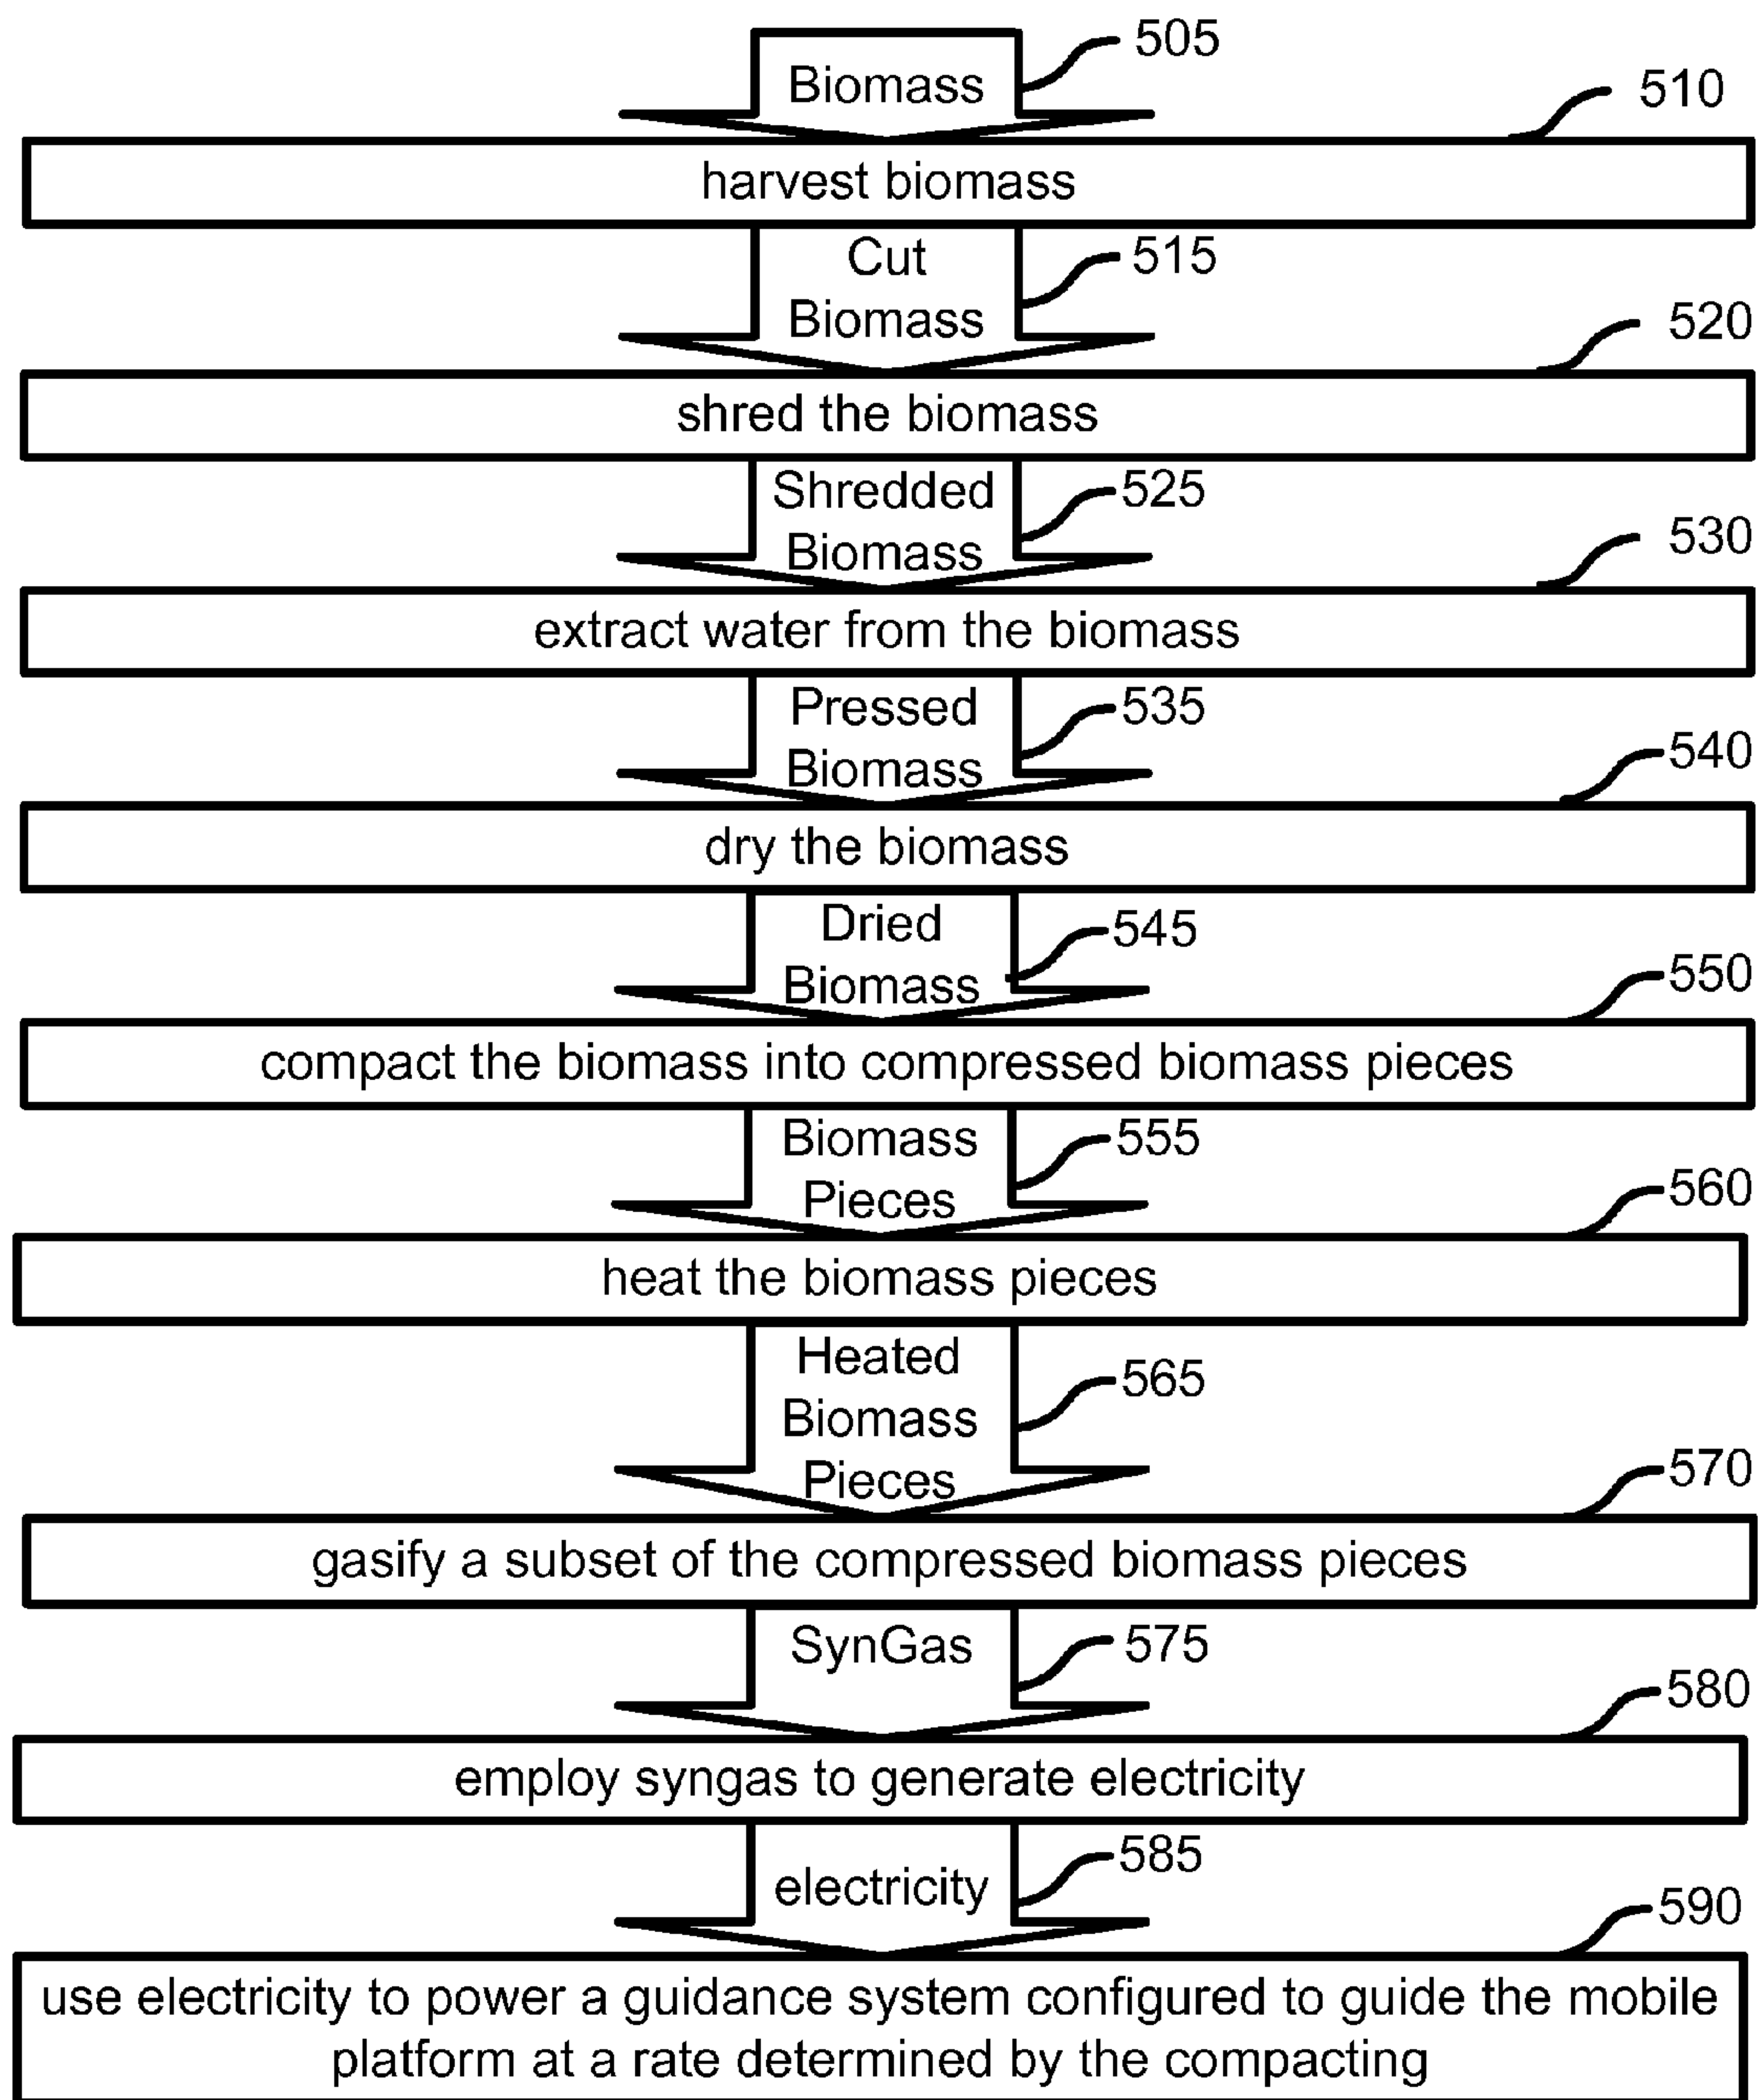 Biomass
505
510
harvest biomass
Cut
Biomass
515
520
shred the biomass
Shredded
Biomass
525
530
extract water from the biomass
Pressed
Biomass
535
540
dry the biomass
Dried
Biomass
545
550
compact the biomass into compressed biomass pieces
Biomass
Pieces
555
560
heat the biomass pieces
Heated
Biomass
Pieces
565
570
gasify a subset of the compressed biomass pieces
SynGas
575
580
employ syngas to generate electricity
electricity
585
590
use electricity to power a guidance system configured to guide the mobile
platform at a rate determined by the compacting